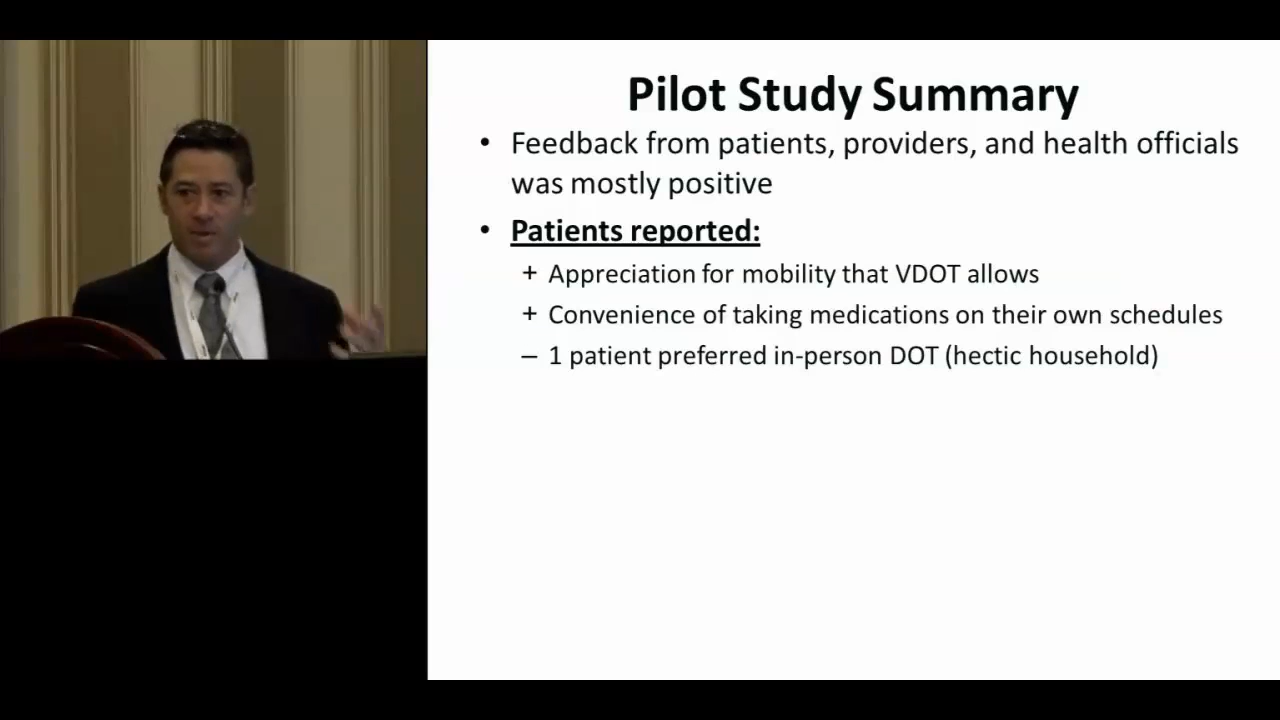 Pilot Study Summary
• Feedback from patients, providers, and health officials
was mostly positive
• Patients reported:
+ Appreciation for mobility that VDOT allows
+ Convenience of taking medications on their own schedules
– 1 patient preferred in-person DOT (hectic household)